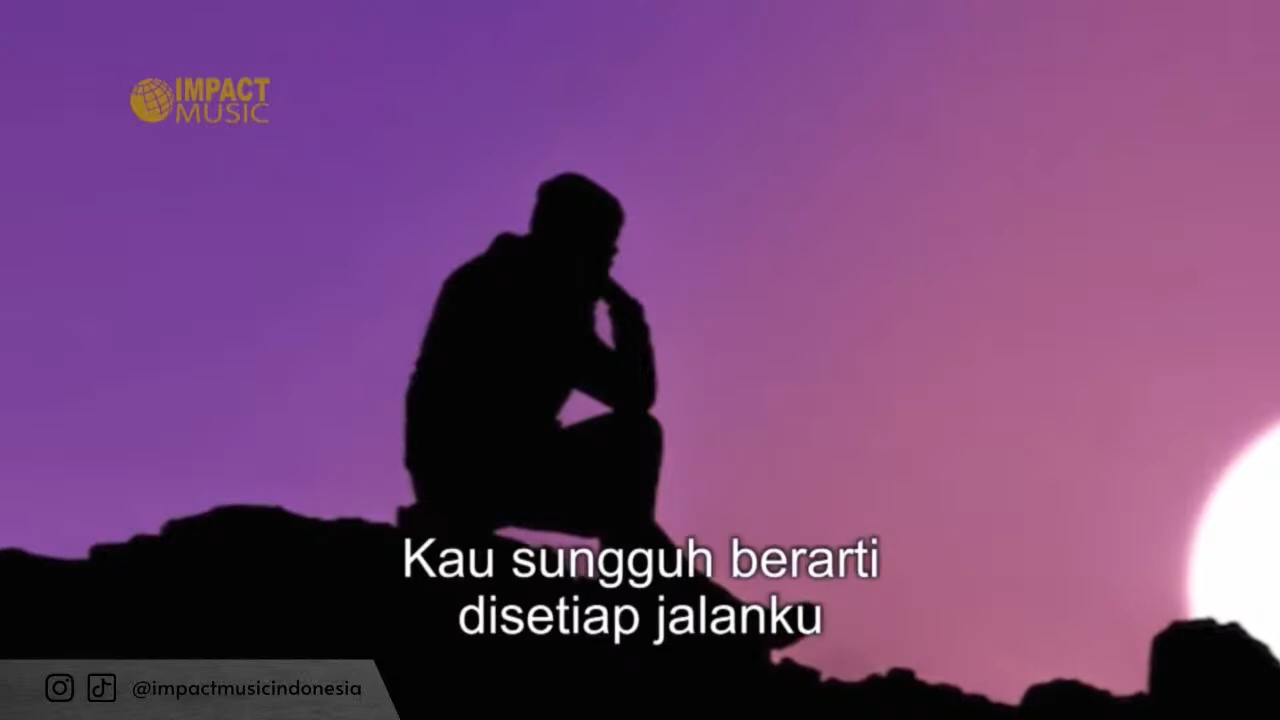 IMPACT
MUSIC
Kau sungguh berarti
disetiap jalanku
@impactmusicindonesia